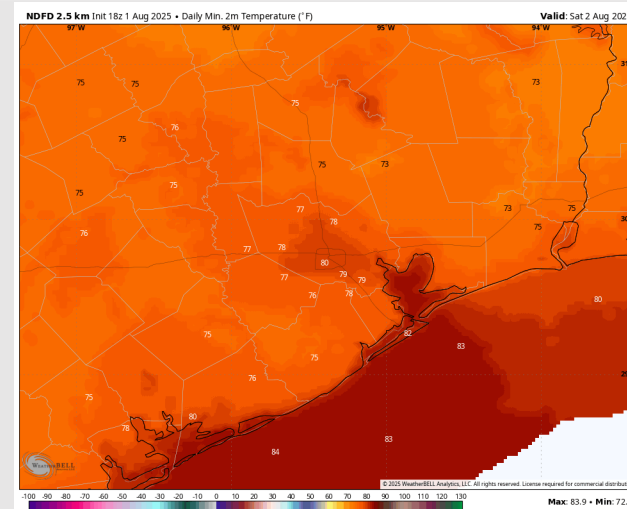 NDFD 2.5 km Init 18z 1 Aug 2025 • Daily Min. 2m Temperature (°F)
Valid: Sat 2 Aug 202
97°W 96°W 95°W 94°W
31
75 75 75 73
76
75 75 73
75 75
77 73 75
76 78 75 30
77 78
80
77 79 79
76 78 80
75 82
83
75
76 29
75
80
78
84 83
WeatherBELL
© 2025 WeatherBELL Analytics, LLC. All rights reserved. License required for commercial distribut
-100 -90 -80 -70 -60 -50 -40 -30 -20 -10 0 10 20 30 40 50 60 70 80 90 100 110 120 130
Max: 83.9 • Min: 72.